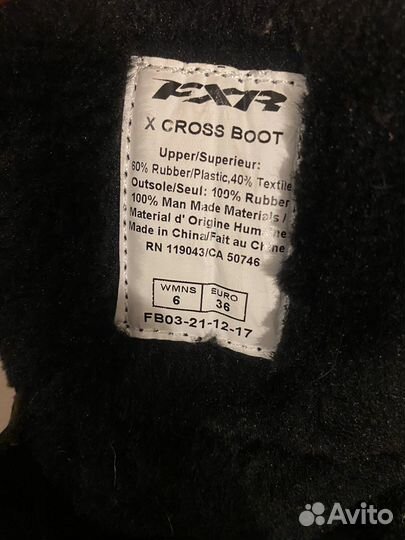 FXR
X CROSS BOOT
Upper/Superieur:
60% Rubber/Plastic,40% Textile
Outsole/Seul: 100% Rubber
100% Man Made Materials /
Material d' Origine Humaine
Made in China/Fait au Chine
RN 119043/CA 50746
WMNS EURO
6 36
FB03-21-12-17
Avito